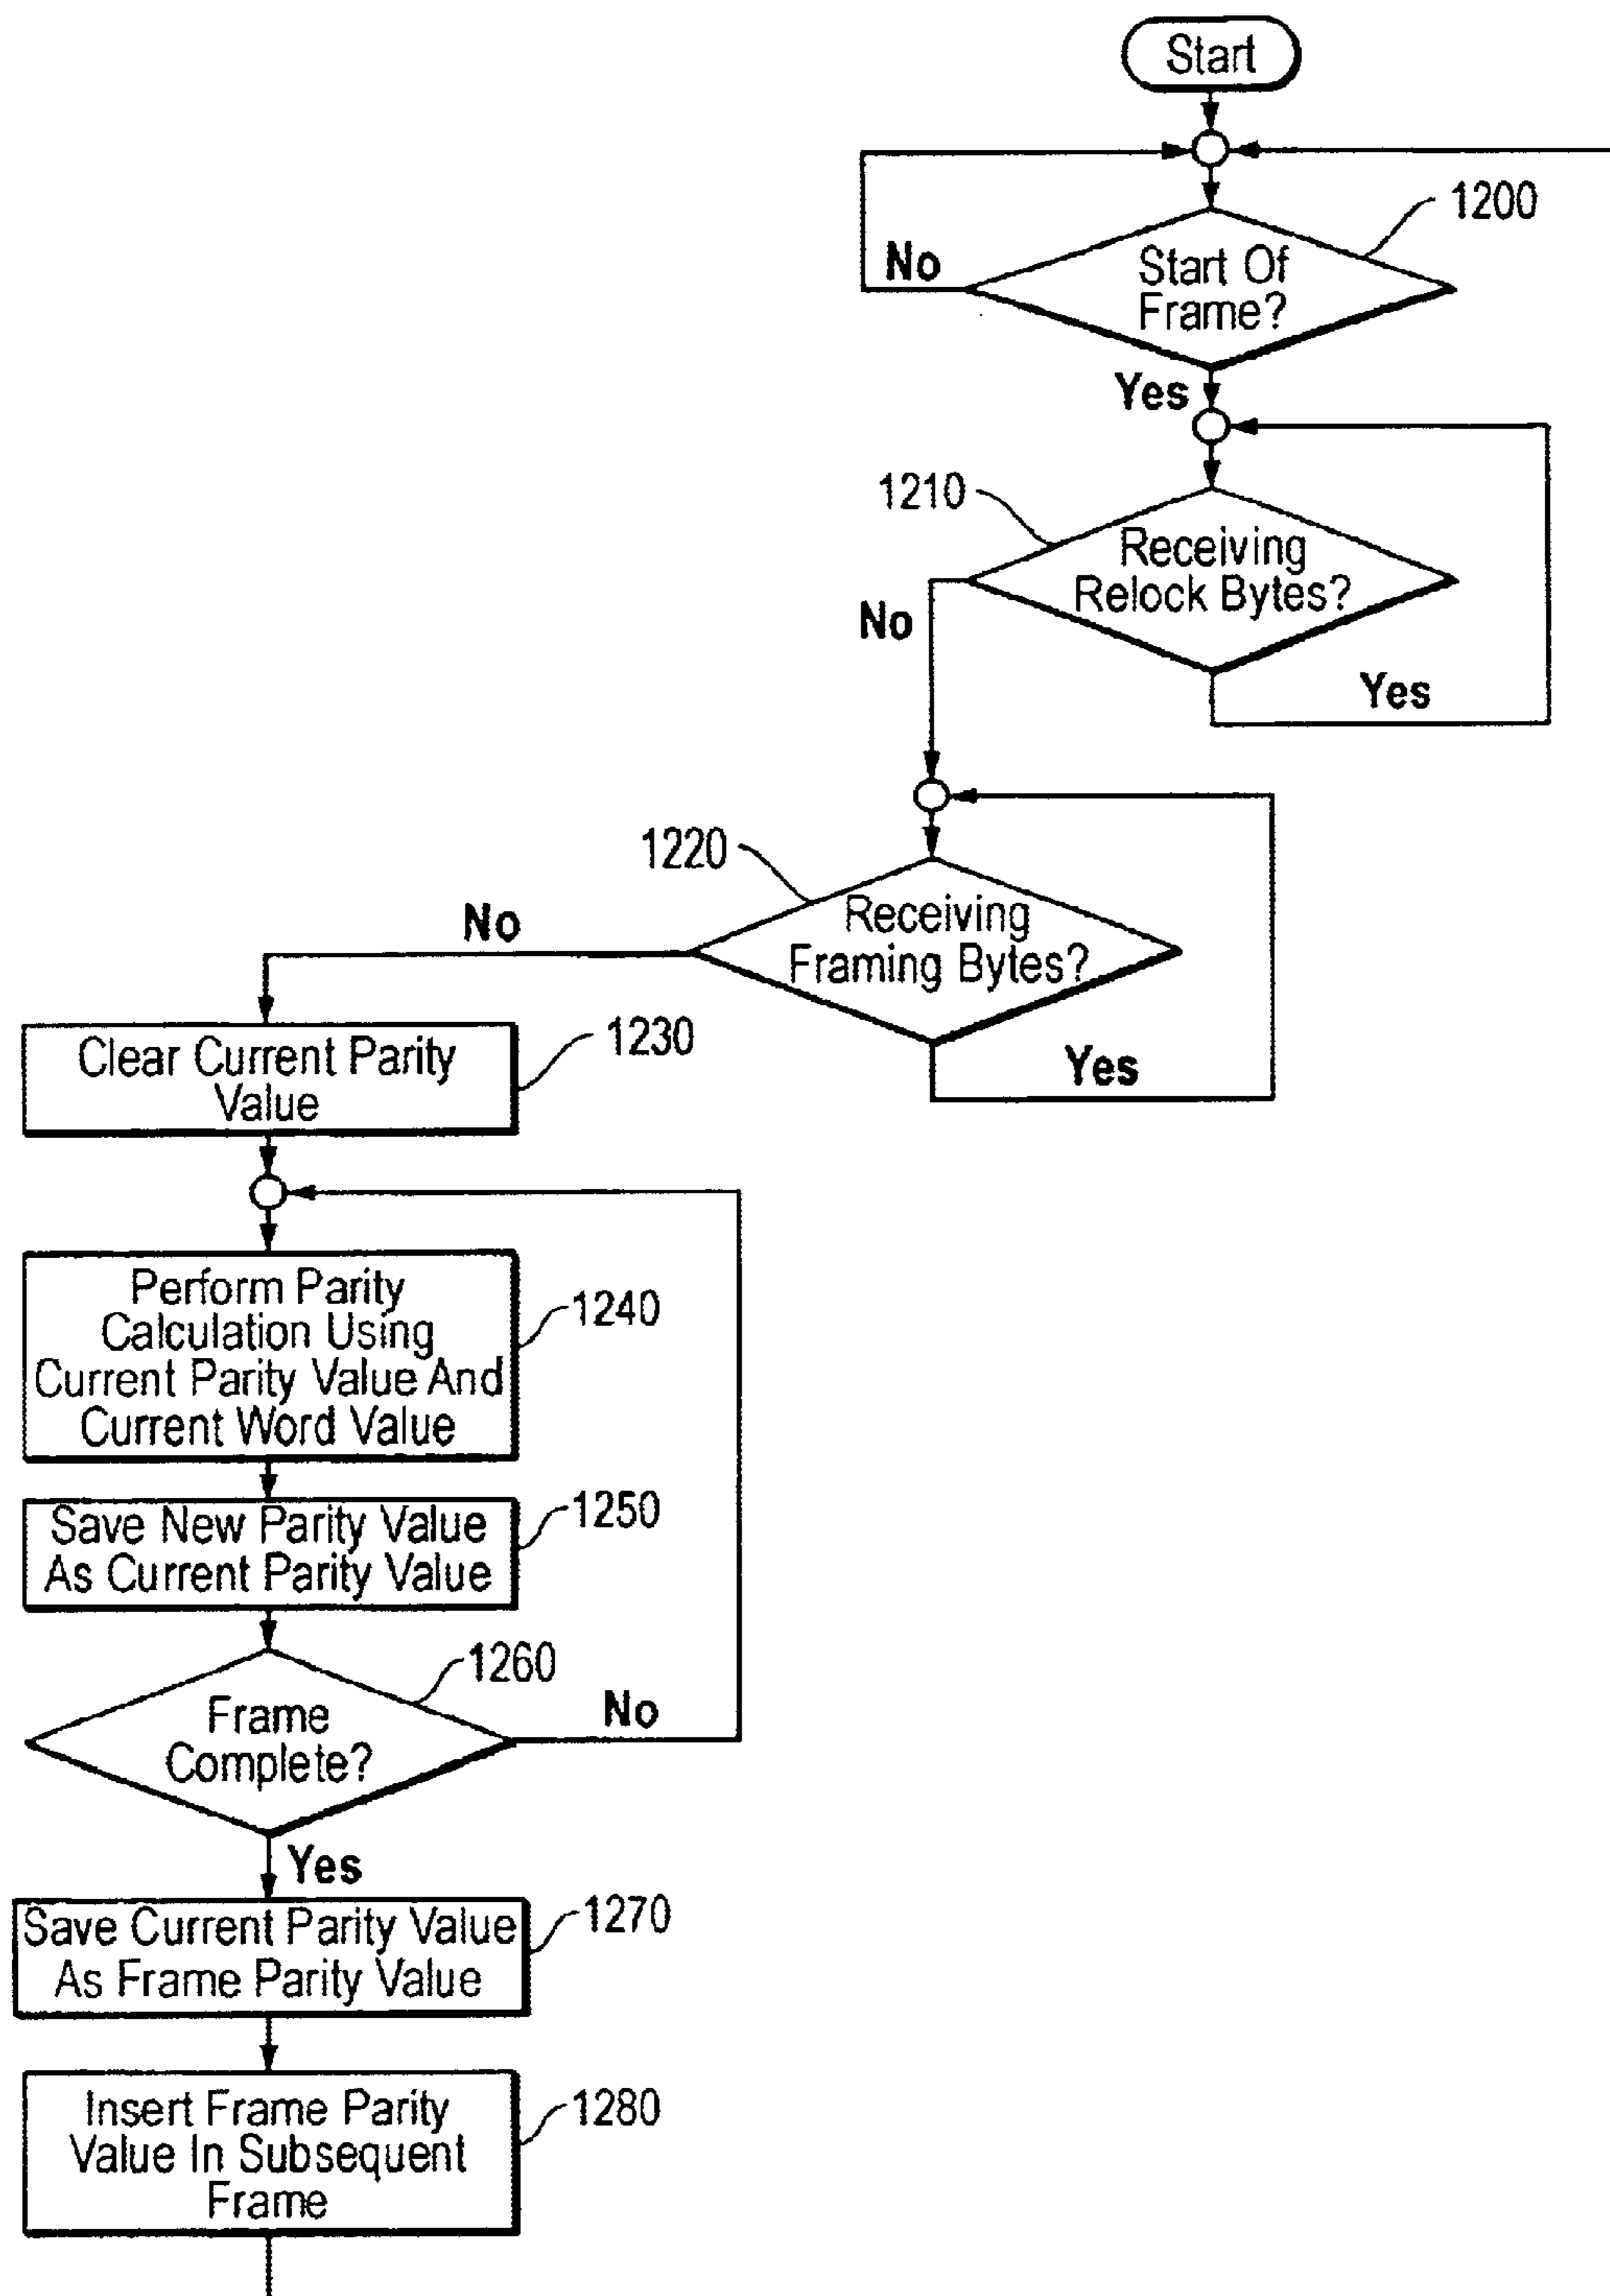 Start
1200
No
Start Of
Frame?
Yes
1210
Receiving
Relock Bytes?
No
Yes
1220
Receiving
Framing Bytes?
No
Yes
1230
Clear Current Parity
Value
Perform Parity
Calculation Using
Current Parity Value And
Current Word Value
1240
Save New Parity Value
As Current Parity Value
1250
1260
Frame
Complete?
No
Yes
Save Current Parity Value
As Frame Parity Value
1270
Insert Frame Parity
Value In Subsequent
Frame
1280